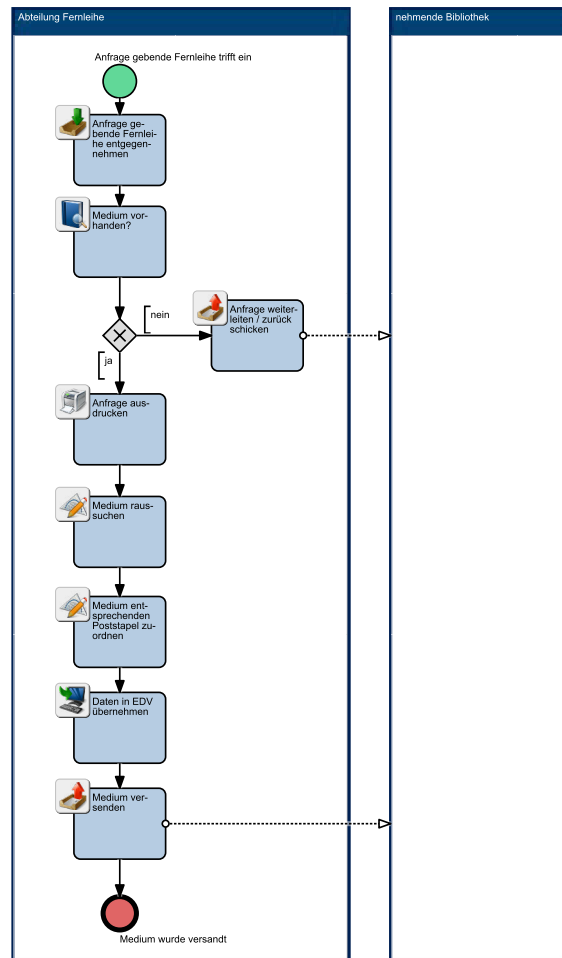 Abteilung Fernleihe
nehmende Bibliothek
Anfrage gebende Fernleihe trifft ein
Anfrage ge-
bende Fernlei-
he entgegen-
nehmen
Medium vor-
handen?
nein
Anfrage weiter-
leiten / zurück
schicken
ja
Anfrage aus-
drucken
Medium raus-
suchen
Medium ent-
sprechenden
Poststapel zu-
ordnen
Daten in EDV
übernehmen
Medium ver-
senden
Medium wurde versandt